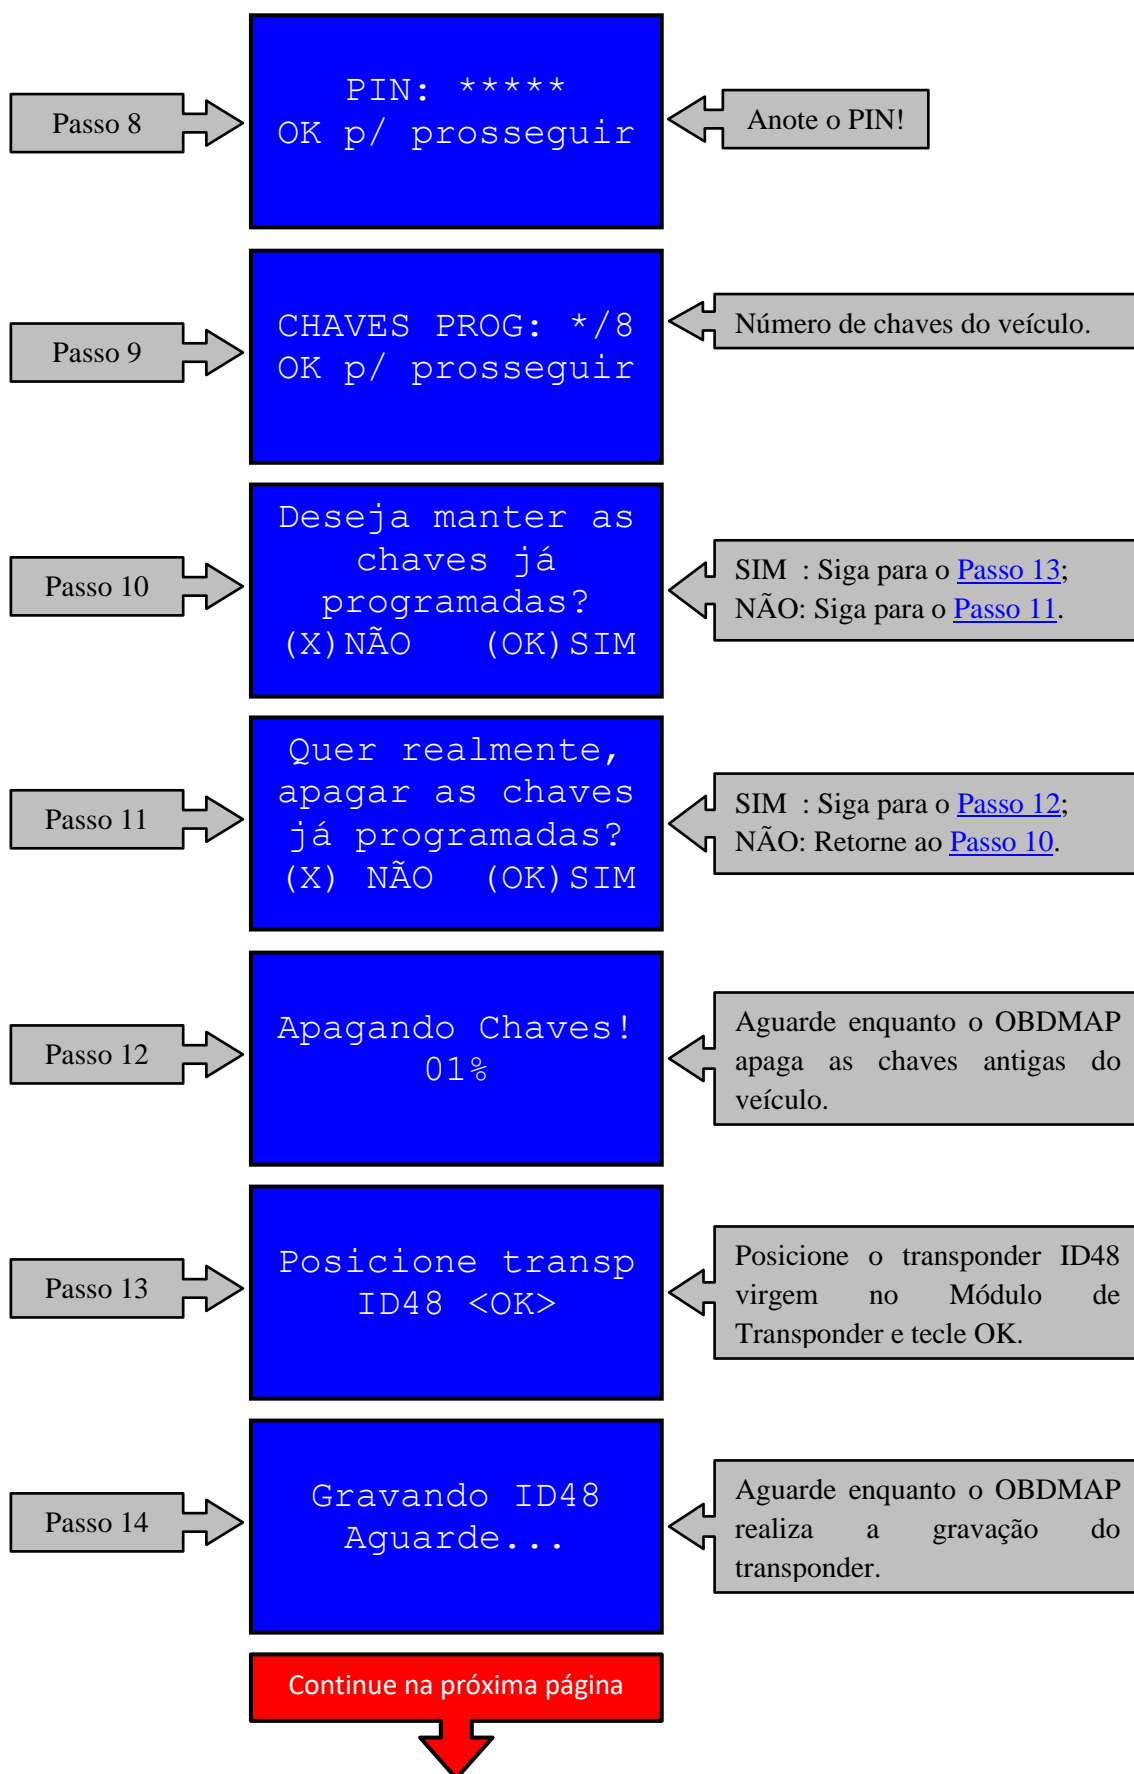 Passo 8
PIN: *****
OK p/ prosseguir
Anote o PIN!
Passo 9
CHAVES PROG: */8
OK p/ prosseguir
Número de chaves do veículo.
Passo 10
Deseja manter as
chaves já
programadas?
(X)NÃO (OK)SIM
SIM : Siga para o Passo 13;
NÃO: Siga para o Passo 11.
Passo 11
Quer realmente,
apagar as chaves
já programadas?
(X) NÃO (OK)SIM
SIM : Siga para o Passo 12;
NÃO: Retorne ao Passo 10.
Passo 12
Apagando Chaves!
01%
Aguarde enquanto o OBDMAP
apaga as chaves antigas do
veículo.
Passo 13
Posicione transp
ID48 <OK>
Posicione o transponder ID48
virgem no Módulo de
Transponder e tecle OK.
Passo 14
Gravando ID48
Aguarde...
Aguarde enquanto o OBDMAP
realiza a gravação do
transponder.
Continue na próxima página